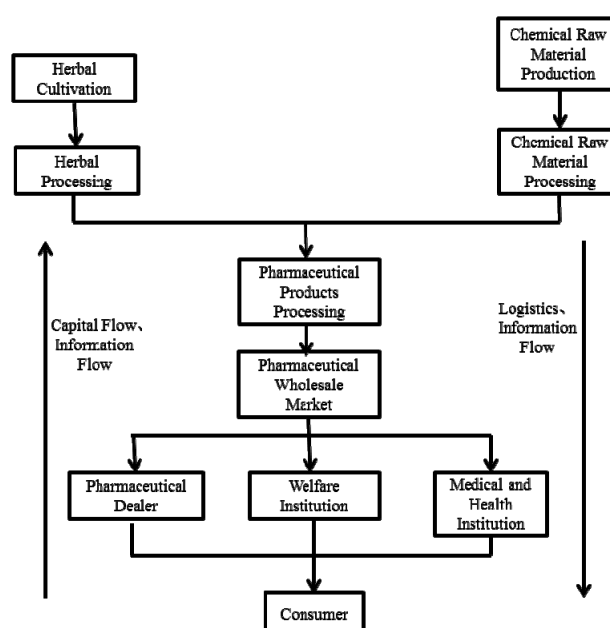 Herbal
Cultivation
Chemical Raw
Material
Production
Herbal
Processing
Chemical Raw
Material
Processing
Pharmaceutical
Products
Processing
Capital Flow、
Information
Flow
Logistics、
Information
Flow
Pharmaceutical
Wholesale
Market
Pharmaceutical
Dealer
Welfare
Institution
Medical and
Health
Institution
Consumer